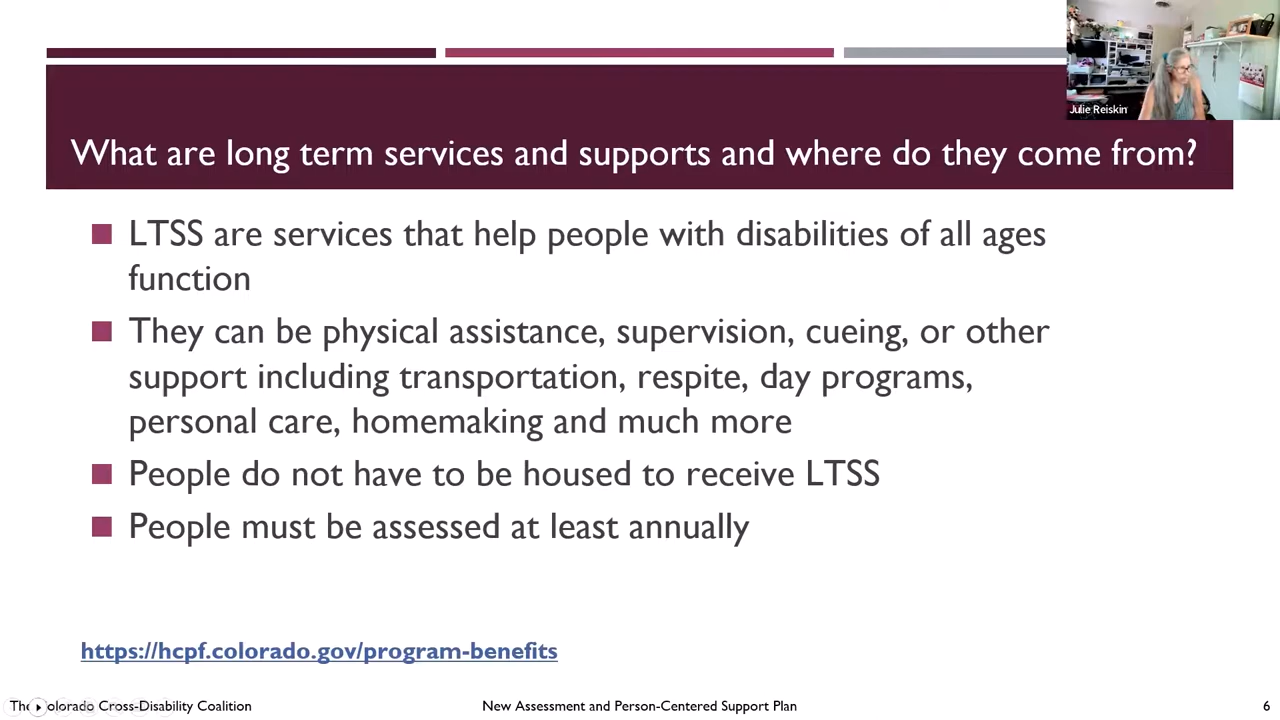 Julie Reiskin
What are long term services and supports and where do they come from?
LTSS are services that help people with disabilities of all ages
function
They can be physical assistance, supervision, cueing, or other
support including transportation, respite, day programs,
personal care, homemaking and much more
People do not have to be housed to receive LTSS
People must be assessed at least annually
https://hcpf.colorado.gov/program-benefits
The Colorado Cross-Disability Coalition
New Assessment and Person-Centered Support Plan
6